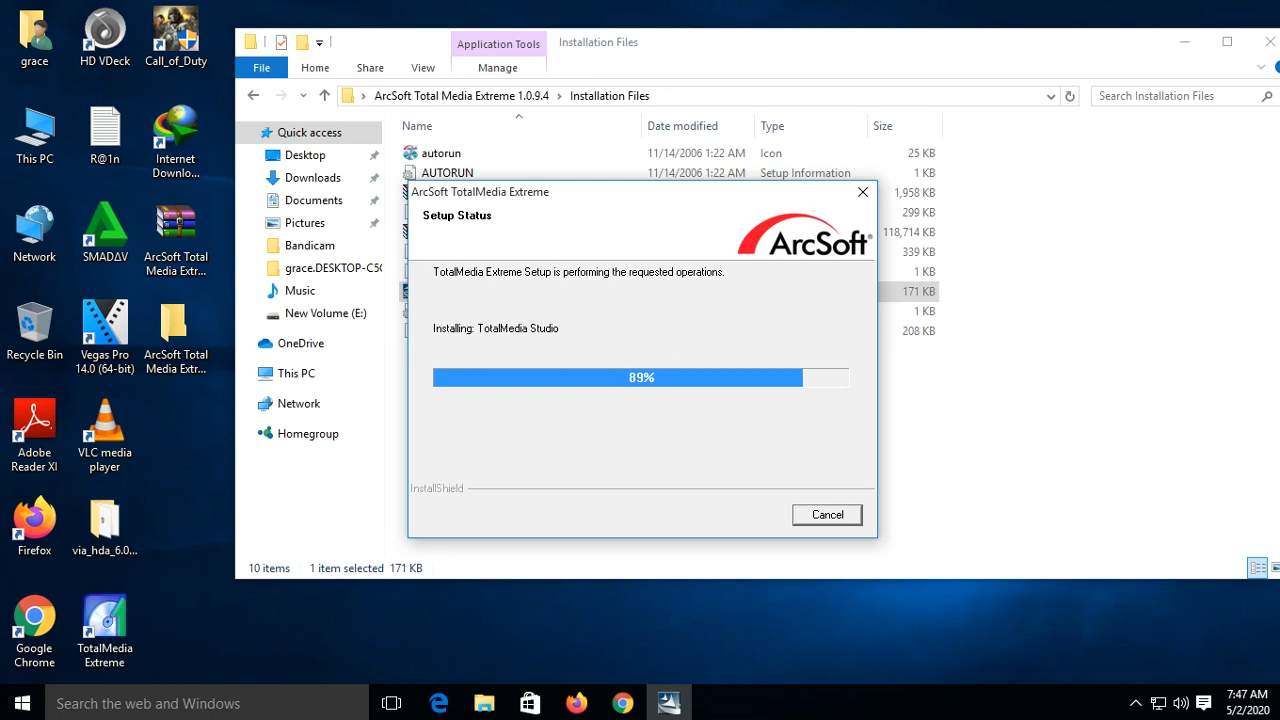 grace
HD VDeck
Call_of_Duty
This PC
R@1n
Internet
Downlo...
Network
SMADΔV
ArcSoft Total
Media Extr...
Recycle Bin
Vegas Pro
14.0 (64-bit)
ArcSoft Total
Media Extr...
Adobe
Reader XI
VLC media
player
Firefox
via_hda_6.0...
Google
Chrome
TotalMedia
Extreme
Application Tools
Installation Files
File
Home
Share
View
Manage
ArcSoft Total Media Extreme 1.0.9.4
Installation Files
Search Installation Files
Quick access
Desktop
Downloads
Documents
Pictures
Bandicam
grace.DESKTOP-C5C
Music
New Volume (E:)
OneDrive
This PC
Network
Homegroup
Name
Date modified
Type
Size
autorun
11/14/2006 1:22 AM
Icon
25 KB
AUTORUN
11/14/2006 1:22 AM
Setup Information
1 KB
1,958 KB
299 KB
118,714 KB
339 KB
1 KB
171 KB
1 KB
208 KB
ArcSoft TotalMedia Extreme
Setup Status
ArcSoft®
TotalMedia Extreme Setup is performing the requested operations.
Installing: TotalMedia Studio
89%
InstallShield
Cancel
10 items
1 item selected 171 KB
Search the web and Windows
7:47 AM
5/2/2020